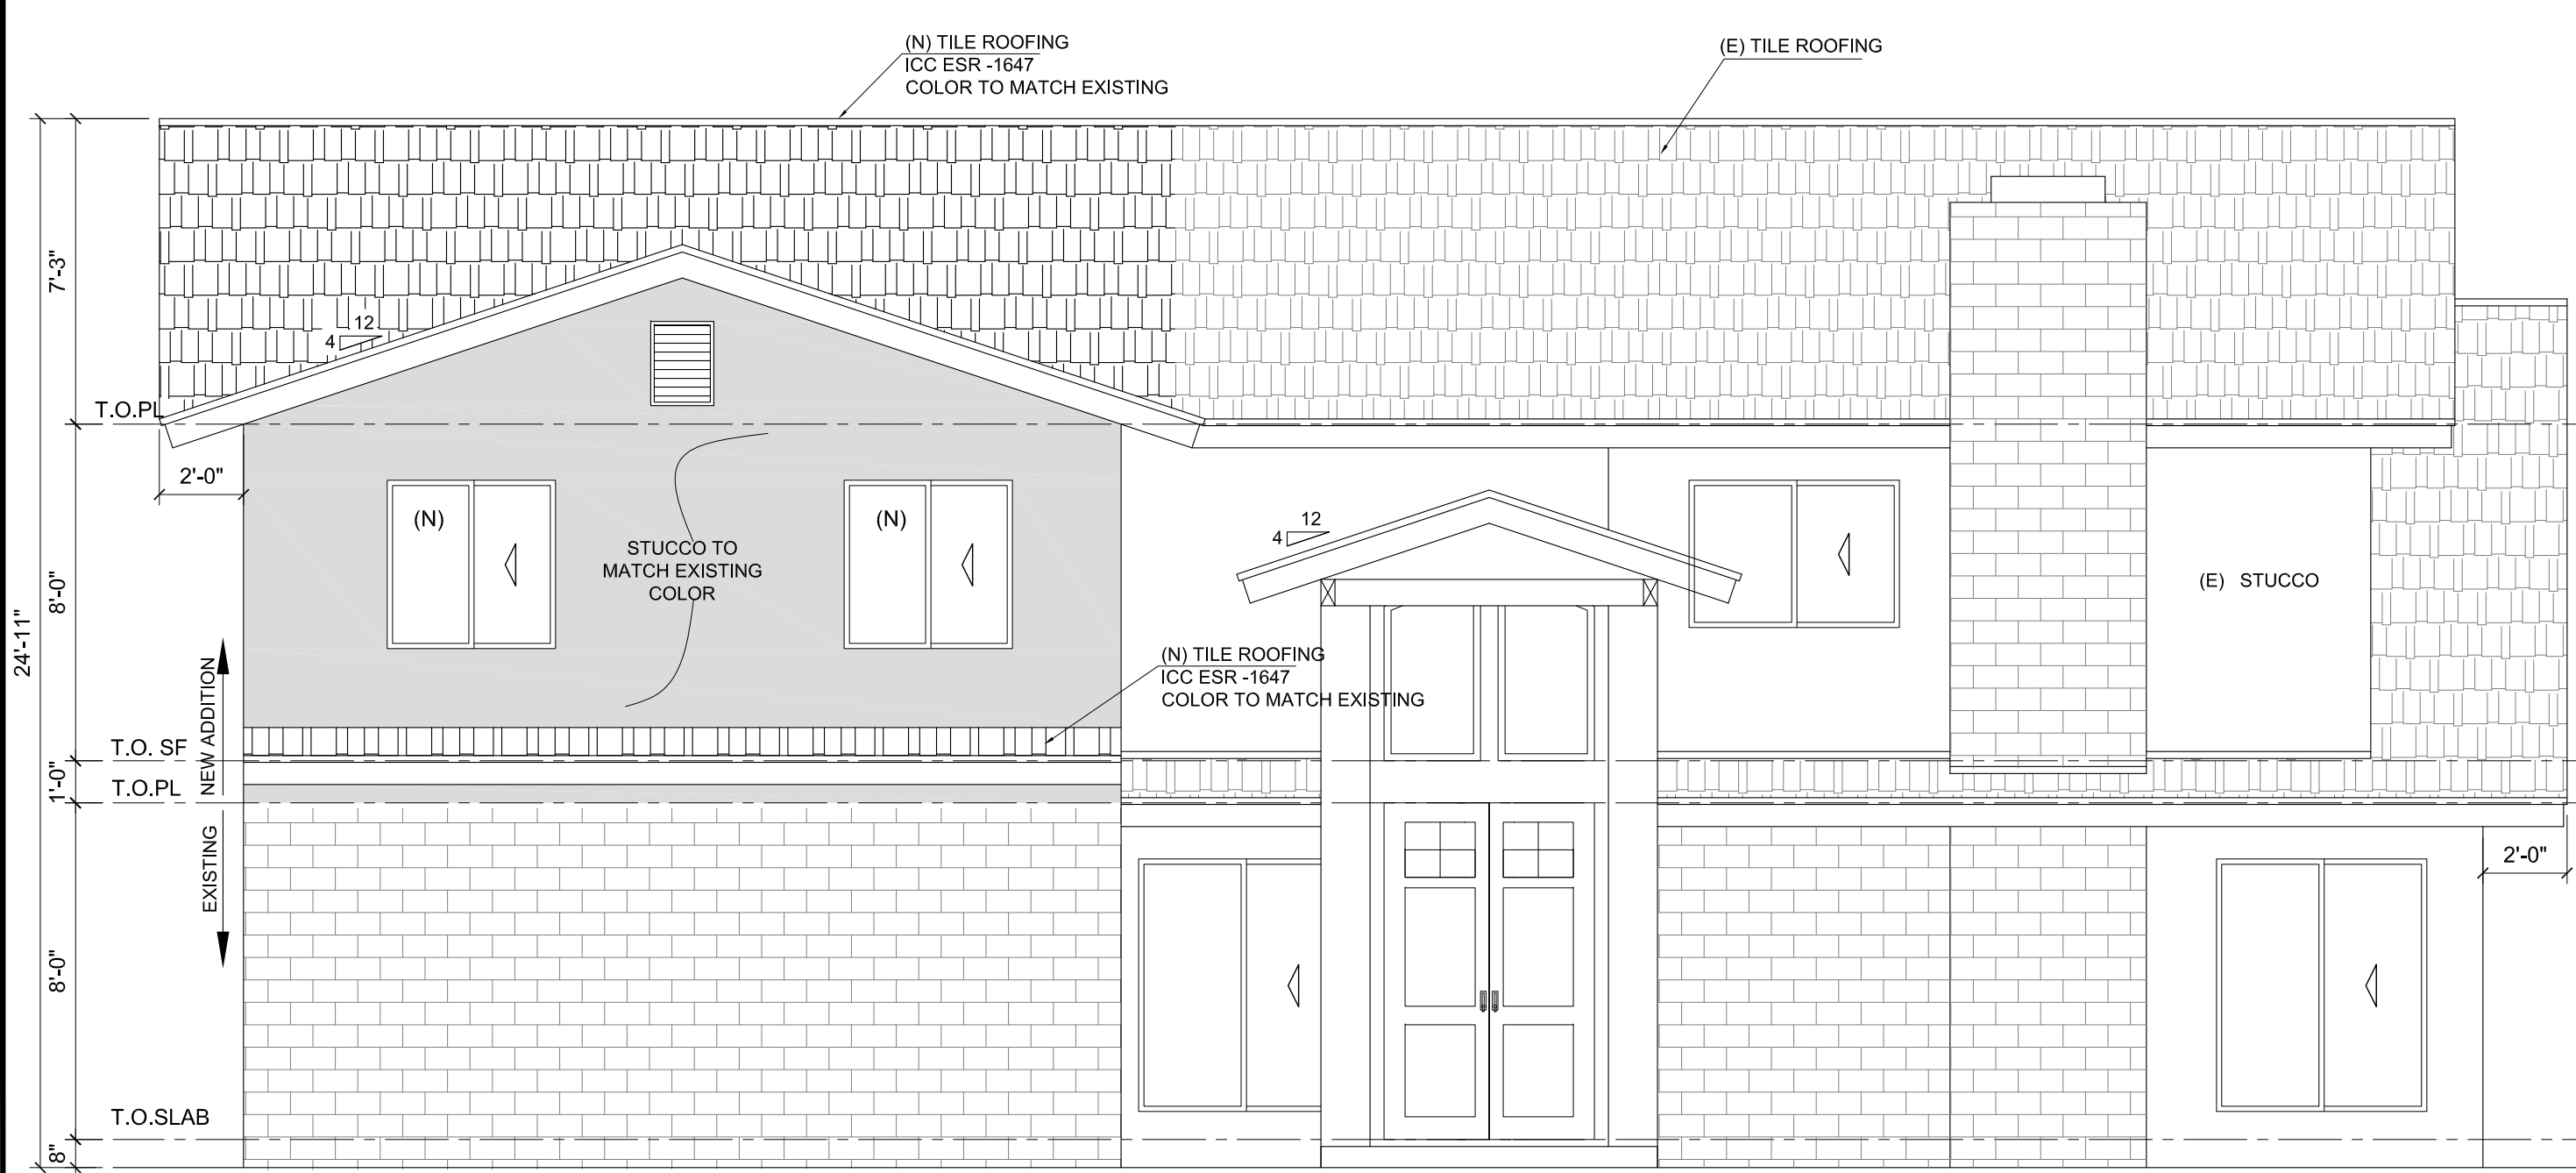 (N) TILE ROOFING
ICC ESR -1647
COLOR TO MATCH EXISTING
(E) TILE ROOFING
7'-3"
12
4
T.O.PL
2'-0"
(N)
(N)
STUCCO TO
MATCH EXISTING
COLOR
12
4
(E) STUCCO
8'-0"
24'-11"
NEW ADDITION
(N) TILE ROOFING
ICC ESR -1647
COLOR TO MATCH EXISTING
T.O. SF
1'-0"
T.O.PL
EXISTING
2'-0"
8'-0"
T.O.SLAB
8"